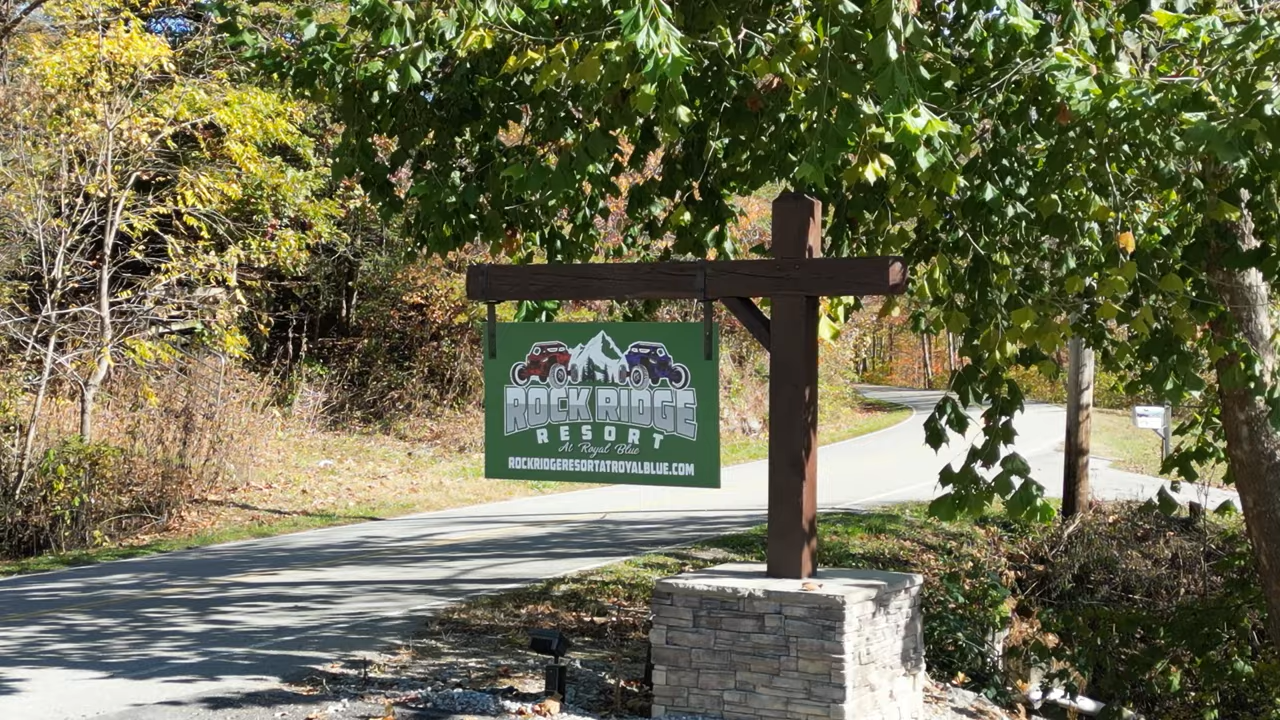 ROCK RIDGE
RESORT
At Royal Blue
ROCKRIDGERESORTATROYALBLUE.COM